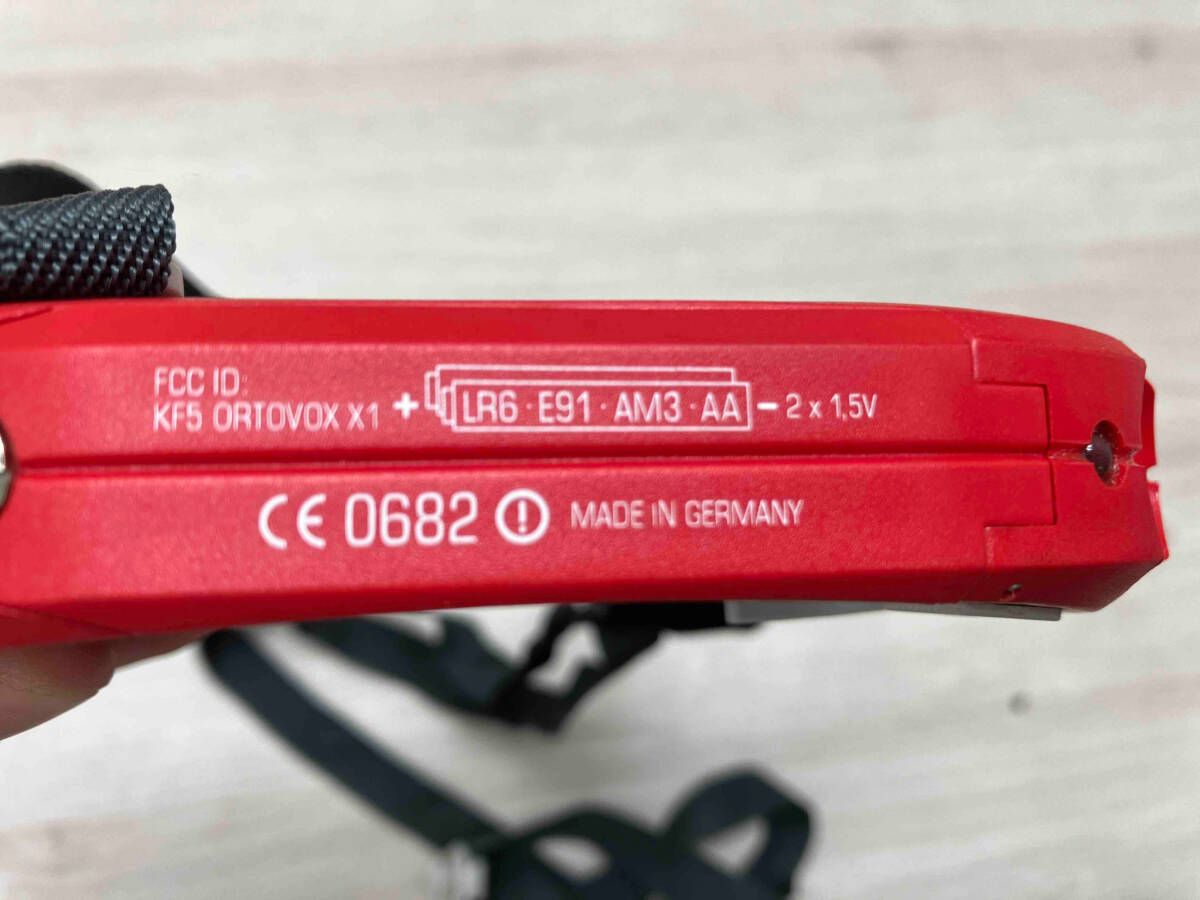 FCC ID:
KF5 ORTOVOX X1 + LR6 · E91 · AM3 · AA - 2 x 1,5V
CE 0682 MADE IN GERMANY